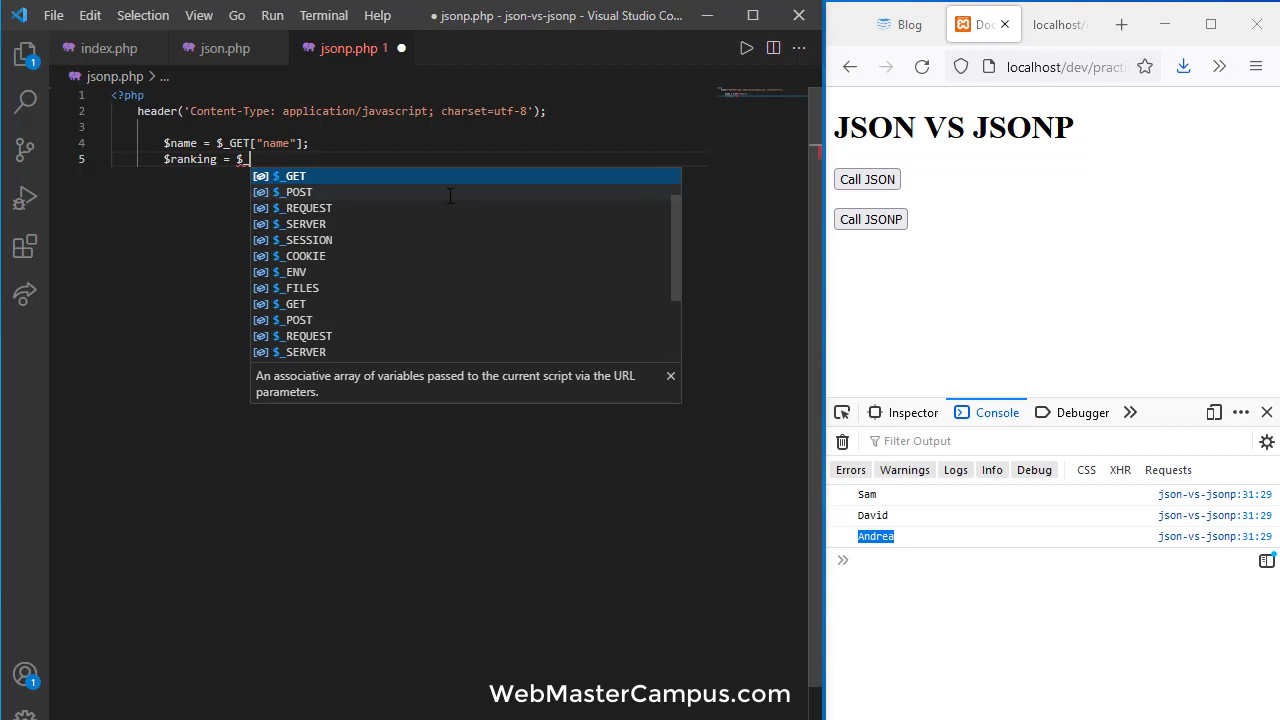 File Edit Selection View Go Run Terminal Help ● jsonp.php - json-vs-jsonp - Visual Studio Co...
index.php json.php jsonp.php 1
jsonp.php > ...
1 <?php
2 header('Content-Type: application/javascript; charset=utf-8');
3
4 $name = $_GET["name"];
5 $ranking = $_
$_GET
$_POST
$_REQUEST
$_SERVER
$_SESSION
$_COOKIE
$_ENV
$_FILES
$_GET
$_POST
$_REQUEST
$_SERVER
An associative array of variables passed to the current script via the URL
parameters.
1
1
WebMasterCampus.com
Blog Doc localhost/
localhost/dev/practi
JSON VS JSONP
Call JSON
Call JSONP
Inspector Console Debugger
Filter Output
Errors Warnings Logs Info Debug CSS XHR Requests
Sam json-vs-jsonp:31:29
David json-vs-jsonp:31:29
Andrea json-vs-jsonp:31:29